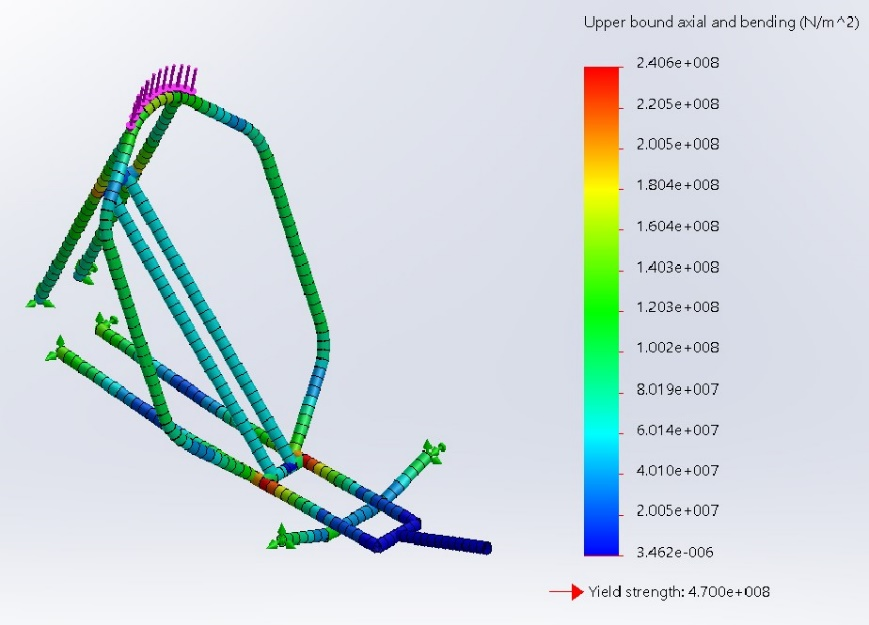 Upper bound axial and bending (N/m^2)
2.406e+008
2.205e+008
2.005e+008
1.804e+008
1.604e+008
1.403e+008
1.203e+008
1.002e+008
8.019e+007
6.014e+007
4.010e+007
2.005e+007
3.462e-006
Yield strength: 4.700e+008